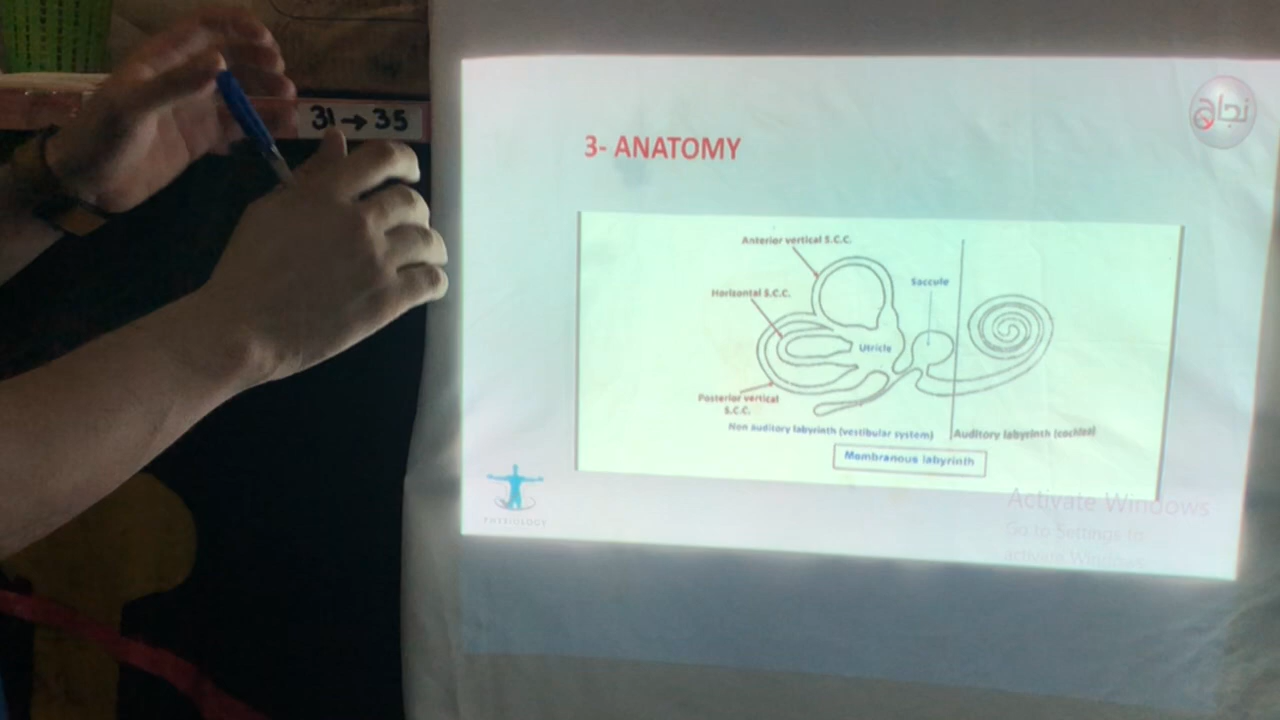 31 → 35
نجاح
3- ANATOMY
Anterior vertical S.C.C.
Horizontal S.C.C.
Saccule
Utricle
Posterior vertical
S.C.C.
Non auditory labyrinth (vestibular system)
Auditory labyrinth (cochlea)
Membranous labyrinth
PHYSIOLOGY
Activate Windows
Go to Settings to
activate Windows.